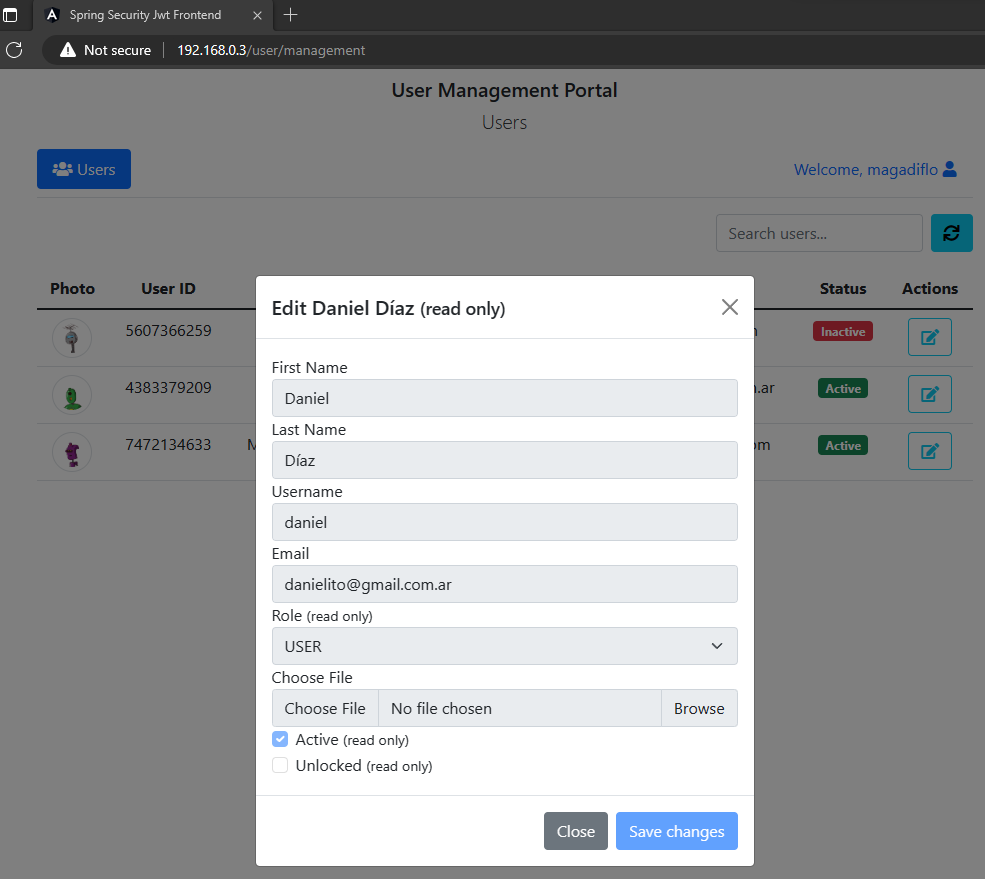 Spring Security Jwt Frontend
Not secure 192.168.0.3/user/management
User Management Portal
Users
Users
Welcome, magadiflo
Search users...
Photo User ID Status Actions
5607366259 Inactive
4383379209 .ar Active
7472134633 M om Active
Edit Daniel Díaz (read only)
First Name
Daniel
Last Name
Díaz
Username
daniel
Email
danielito@gmail.com.ar
Role (read only)
USER
Choose File
Choose File No file chosen Browse
Active (read only)
Unlocked (read only)
Close Save changes